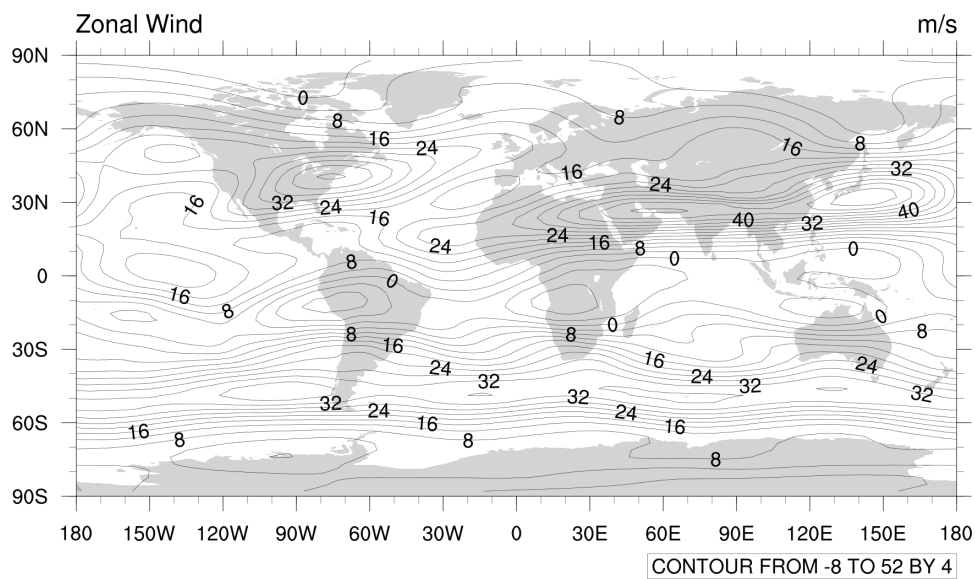 Zonal Wind m/s
90N
0
8
8
60N
16 24 16 8
32
16 24
30N 16 32 24 16 40 40
24 16 32 8 32
0 0
0 8 0
16 8
0 0
8 8 8
30S 16 16
24 24 24
32 32 32
32 24 32 24
60S 16 16 16
8 8
8
90S
180 150W 120W 90W 60W 30W 0 30E 60E 90E 120E 150E 180
CONTOUR FROM -8 TO 52 BY 4